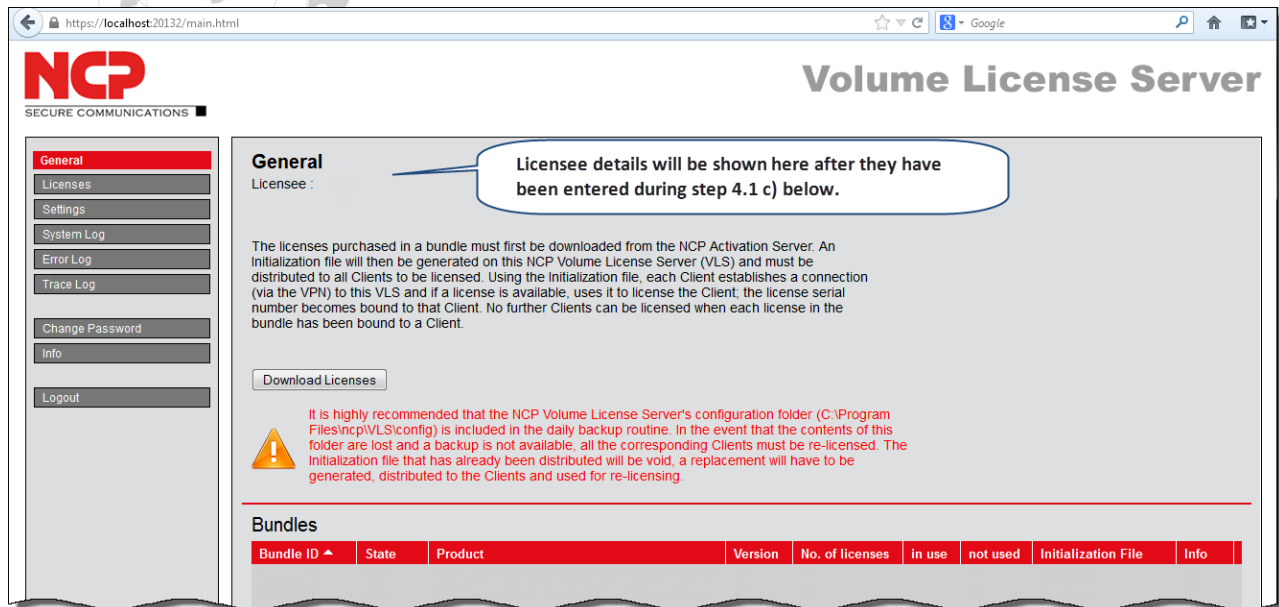 https://localhost:20132/main.html
Google
NCP
SECURE COMMUNICATIONS
Volume License Server
General
Licenses
Settings
System Log
Error Log
Trace Log
Change Password
Info
Logout
General
Licensee :
Licensee details will be shown here after they have
been entered during step 4.1 c) below.
The licenses purchased in a bundle must first be downloaded from the NCP Activation Server. An
Initialization file will then be generated on this NCP Volume License Server (VLS) and must be
distributed to all Clients to be licensed. Using the Initialization file, each Client establishes a connection
(via the VPN) to this VLS and if a license is available, uses it to license the Client; the license serial
number becomes bound to that Client. No further Clients can be licensed when each license in the
bundle has been bound to a Client.
Download Licenses
It is highly recommended that the NCP Volume License Server's configuration folder (C:\Program
Files\ncp\VLS\config) is included in the daily backup routine. In the event that the contents of this
folder are lost and a backup is not available, all the corresponding Clients must be re-licensed. The
Initialization file that has already been distributed will be void, a replacement will have to be
generated, distributed to the Clients and used for re-licensing.
Bundles
Bundle ID State Product Version No. of licenses in use not used Initialization File Info